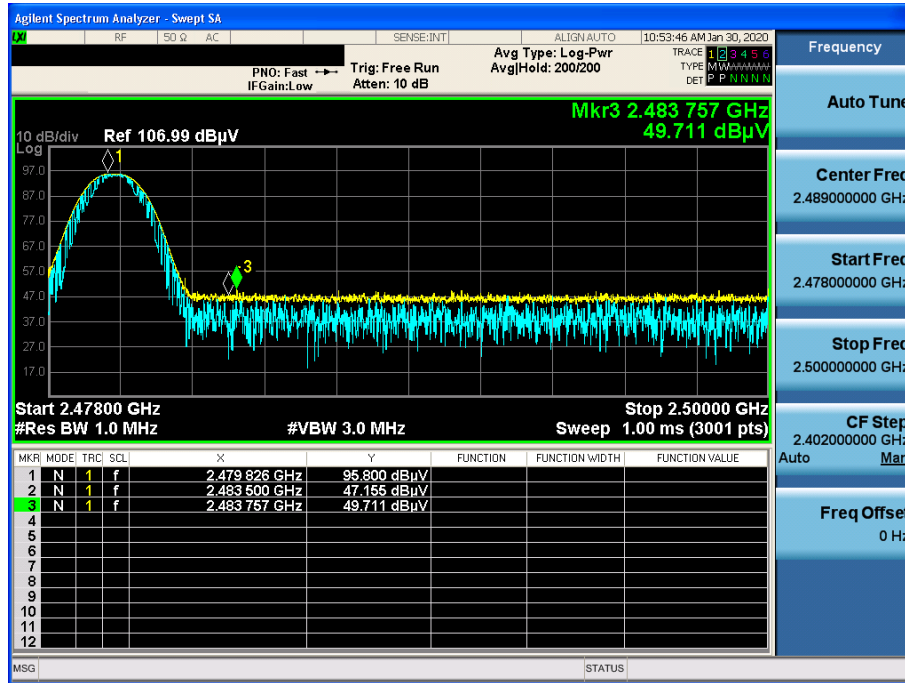 Agilent Spectrum Analyzer - Swept SA
LXI RF 50 Ω AC SENSE:INT ALIGN AUTO 10:53:46 AM Jan 30, 2020
PNO: Fast Trig: Free Run Avg Type: Log-Pwr TRACE 1 2 3 4 5 6
IFGain:Low Atten: 10 dB Avg|Hold: 200/200 TYPE M W
DET P P N N N N
Mkr3 2.483 757 GHz
49.711 dBµV
10 dB/div Ref 106.99 dBµV
Log
97.0
87.0
77.0
67.0
57.0
47.0
37.0
27.0
17.0
1
3
Start 2.47800 GHz Stop 2.50000 GHz
#Res BW 1.0 MHz #VBW 3.0 MHz Sweep 1.00 ms (3001 pts)
MKR MODE TRC SCL X Y FUNCTION FUNCTION WIDTH FUNCTION VALUE
1 N 1 f 2.479 826 GHz 95.800 dBµV
2 N 1 f 2.483 500 GHz 47.155 dBµV
3 N 1 f 2.483 757 GHz 49.711 dBµV
4
5
6
7
8
9
10
11
12
MSG STATUS
Frequency
Auto Tune
Center Freq
2.489000000 GHz
Start Freq
2.478000000 GHz
Stop Freq
2.500000000 GHz
CF Step
2.402000000 GHz
Auto Man
Freq Offset
0 Hz